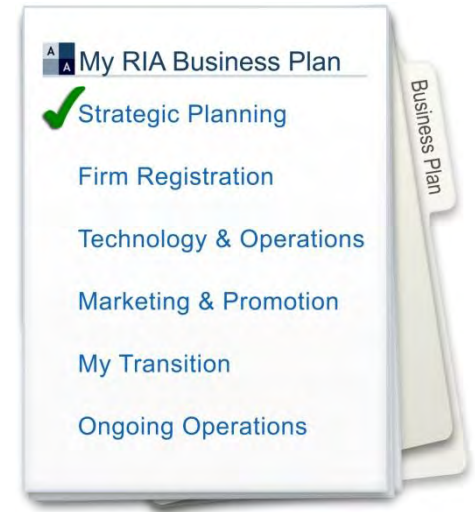 A
A
My RIA Business Plan
Strategic Planning
Firm Registration
Technology & Operations
Marketing & Promotion
My Transition
Ongoing Operations
Business Plan